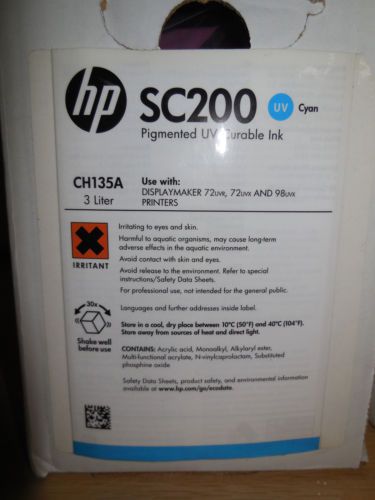 hp SC200 UV Cyan
Pigmented UV Curable Ink
CH135A
3 Liter
Use with:
DISPLAYMAKER 72UVR, 72UVX AND 98UVX
PRINTERS
IRRITANT
Irritating to eyes and skin.
Harmful to aquatic organisms, may cause long-term
adverse effects in the aquatic environment.
Avoid contact with skin and eyes.
Avoid release to the environment. Refer to special
instructions/Safety Data Sheets.
For professional use, not intended for the general public.
30x
Shake well
before use
Languages and further addresses inside label.
Store in a cool, dry place between 10°C (50°F) and 40°C (104°F).
Store away from sources of heat and direct light.
CONTAINS: Acrylic acid, Monoalkyl, Alkylaryl ester,
Multi-functional acrylate, N-vinylcaprolactam, Substituted
phosphine oxide
Safety Data Sheets, product safety, and environmental information
available at www.hp.com/go/ecodata.